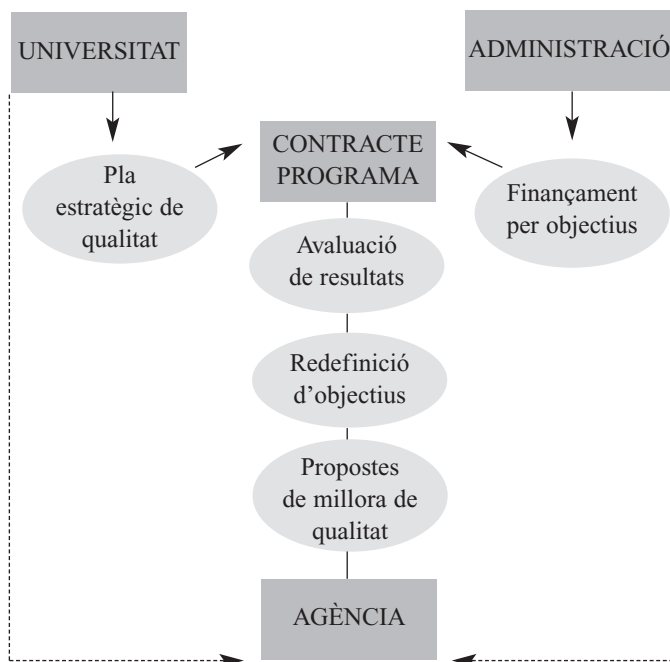 UNIVERSITAT
ADMINISTRACIÓ
CONTRACTE
PROGRAMA
Pla
estratègic de
qualitat
Finançament
per objectius
Avaluació
de resultats
Redefinició
d’objectius
Propostes
de millora de
qualitat
AGÈNCIA